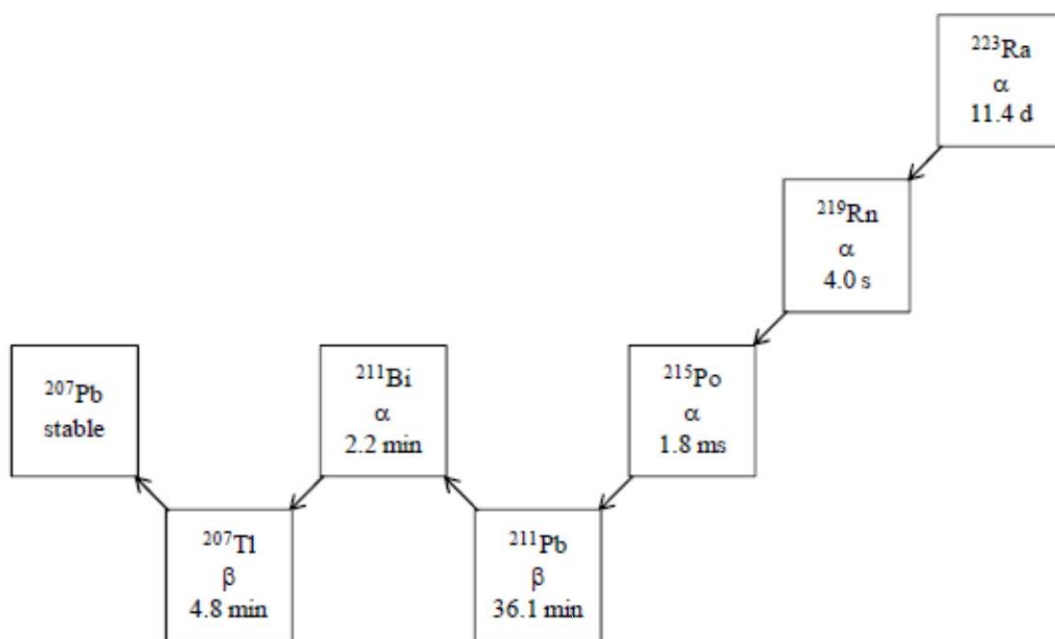 ²²³Ra
α
11.4 d
²¹⁹Rn
α
4.0 s
²⁰⁷Pb
stable
²¹¹Bi
α
2.2 min
²¹⁵Po
α
1.8 ms
²⁰⁷Tl
β
4.8 min
²¹¹Pb
β
36.1 min